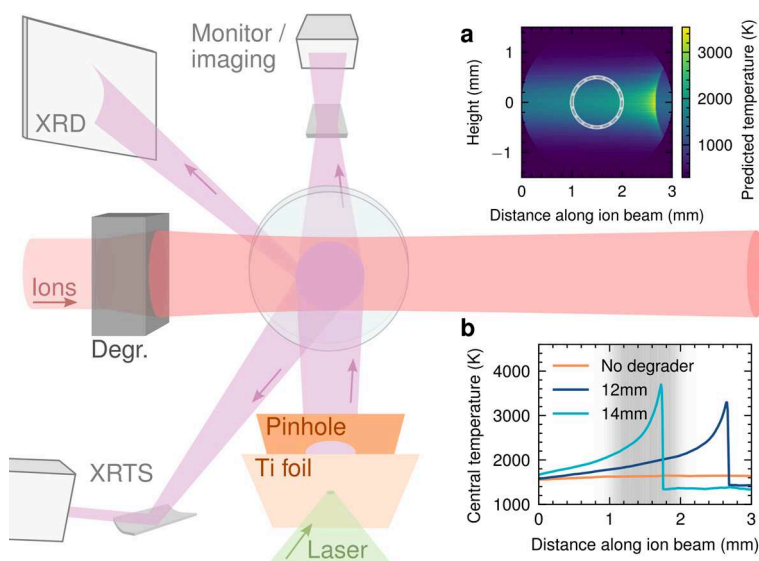 Monitor /
imaging
XRD
Ions
Degr.
XRTS
Pinhole
Ti foil
Laser
a
Height (mm)
1
0
−1
0
1
2
3
Distance along ion beam (mm)
3000
2000
1000
Predicted temperature (K)
b
Central temperature (K)
4000
3000
2000
1000
No degrader
12mm
14mm
0
1
2
3
Distance along ion beam (mm)